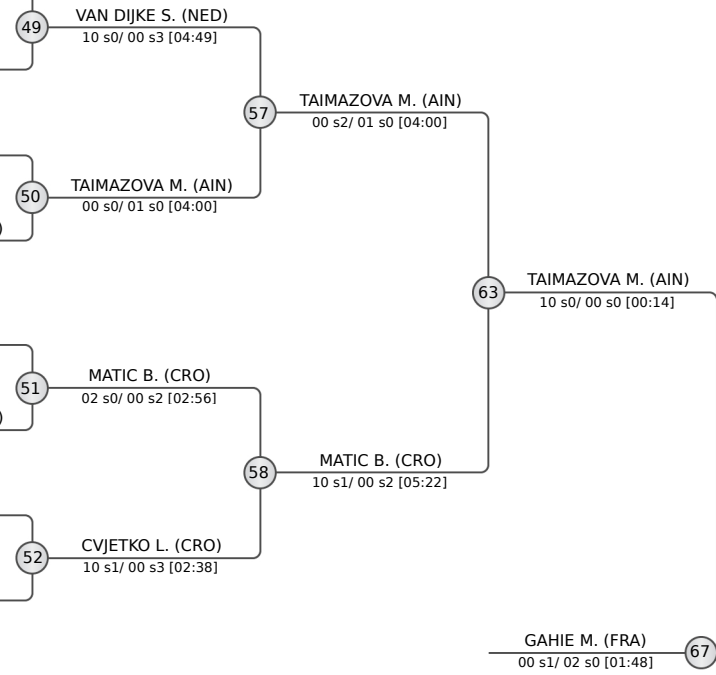 49
VAN DIJKE S. (NED)
10 s0/ 00 s3 [04:49]
57
TAIMAZOVA M. (AIN)
00 s2/ 01 s0 [04:00]
50
TAIMAZOVA M. (AIN)
00 s0/ 01 s0 [04:00]
)
63
TAIMAZOVA M. (AIN)
10 s0/ 00 s0 [00:14]
51
MATIC B. (CRO)
02 s0/ 00 s2 [02:56]
)
58
MATIC B. (CRO)
10 s1/ 00 s2 [05:22]
52
CVJETKO L. (CRO)
10 s1/ 00 s3 [02:38]
GAHIE M. (FRA)
00 s1/ 02 s0 [01:48]
67